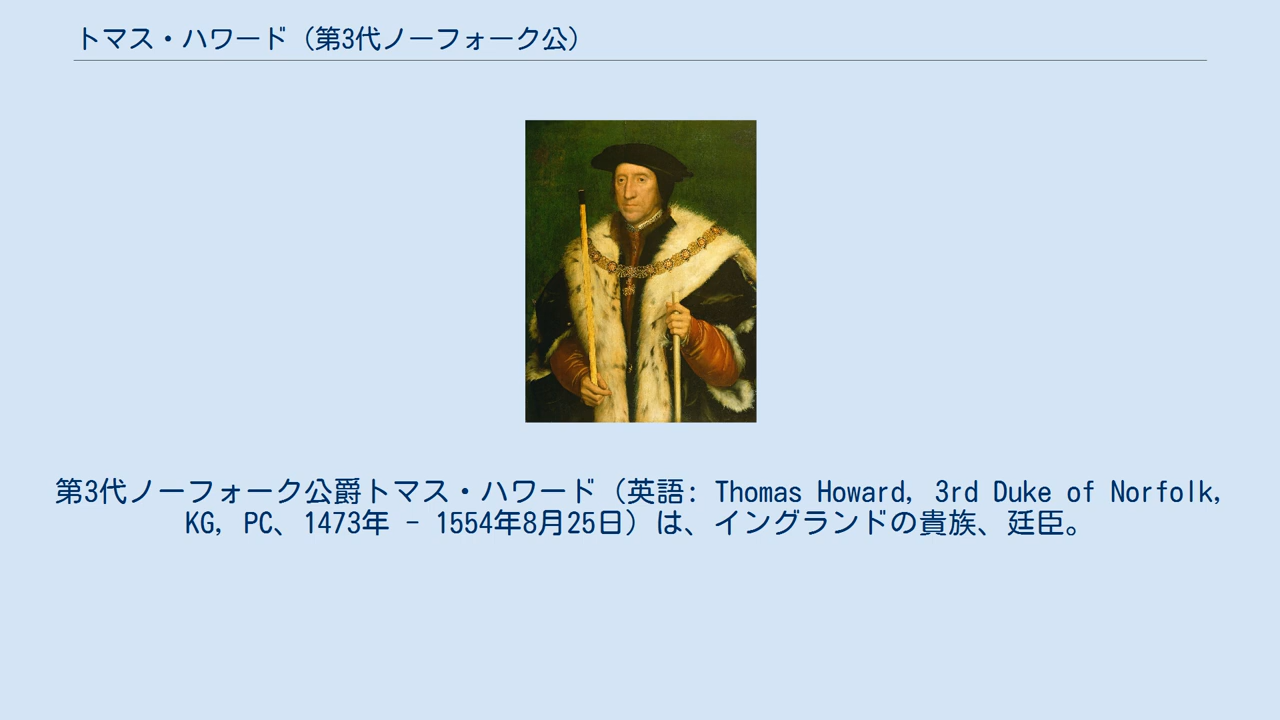 トマス・ハワード（第3代ノーフォーク公）
第3代ノーフォーク公爵トマス・ハワード（英語: Thomas Howard, 3rd Duke of Norfolk,
KG, PC、1473年 - 1554年8月25日）は、イングランドの貴族、廷臣。